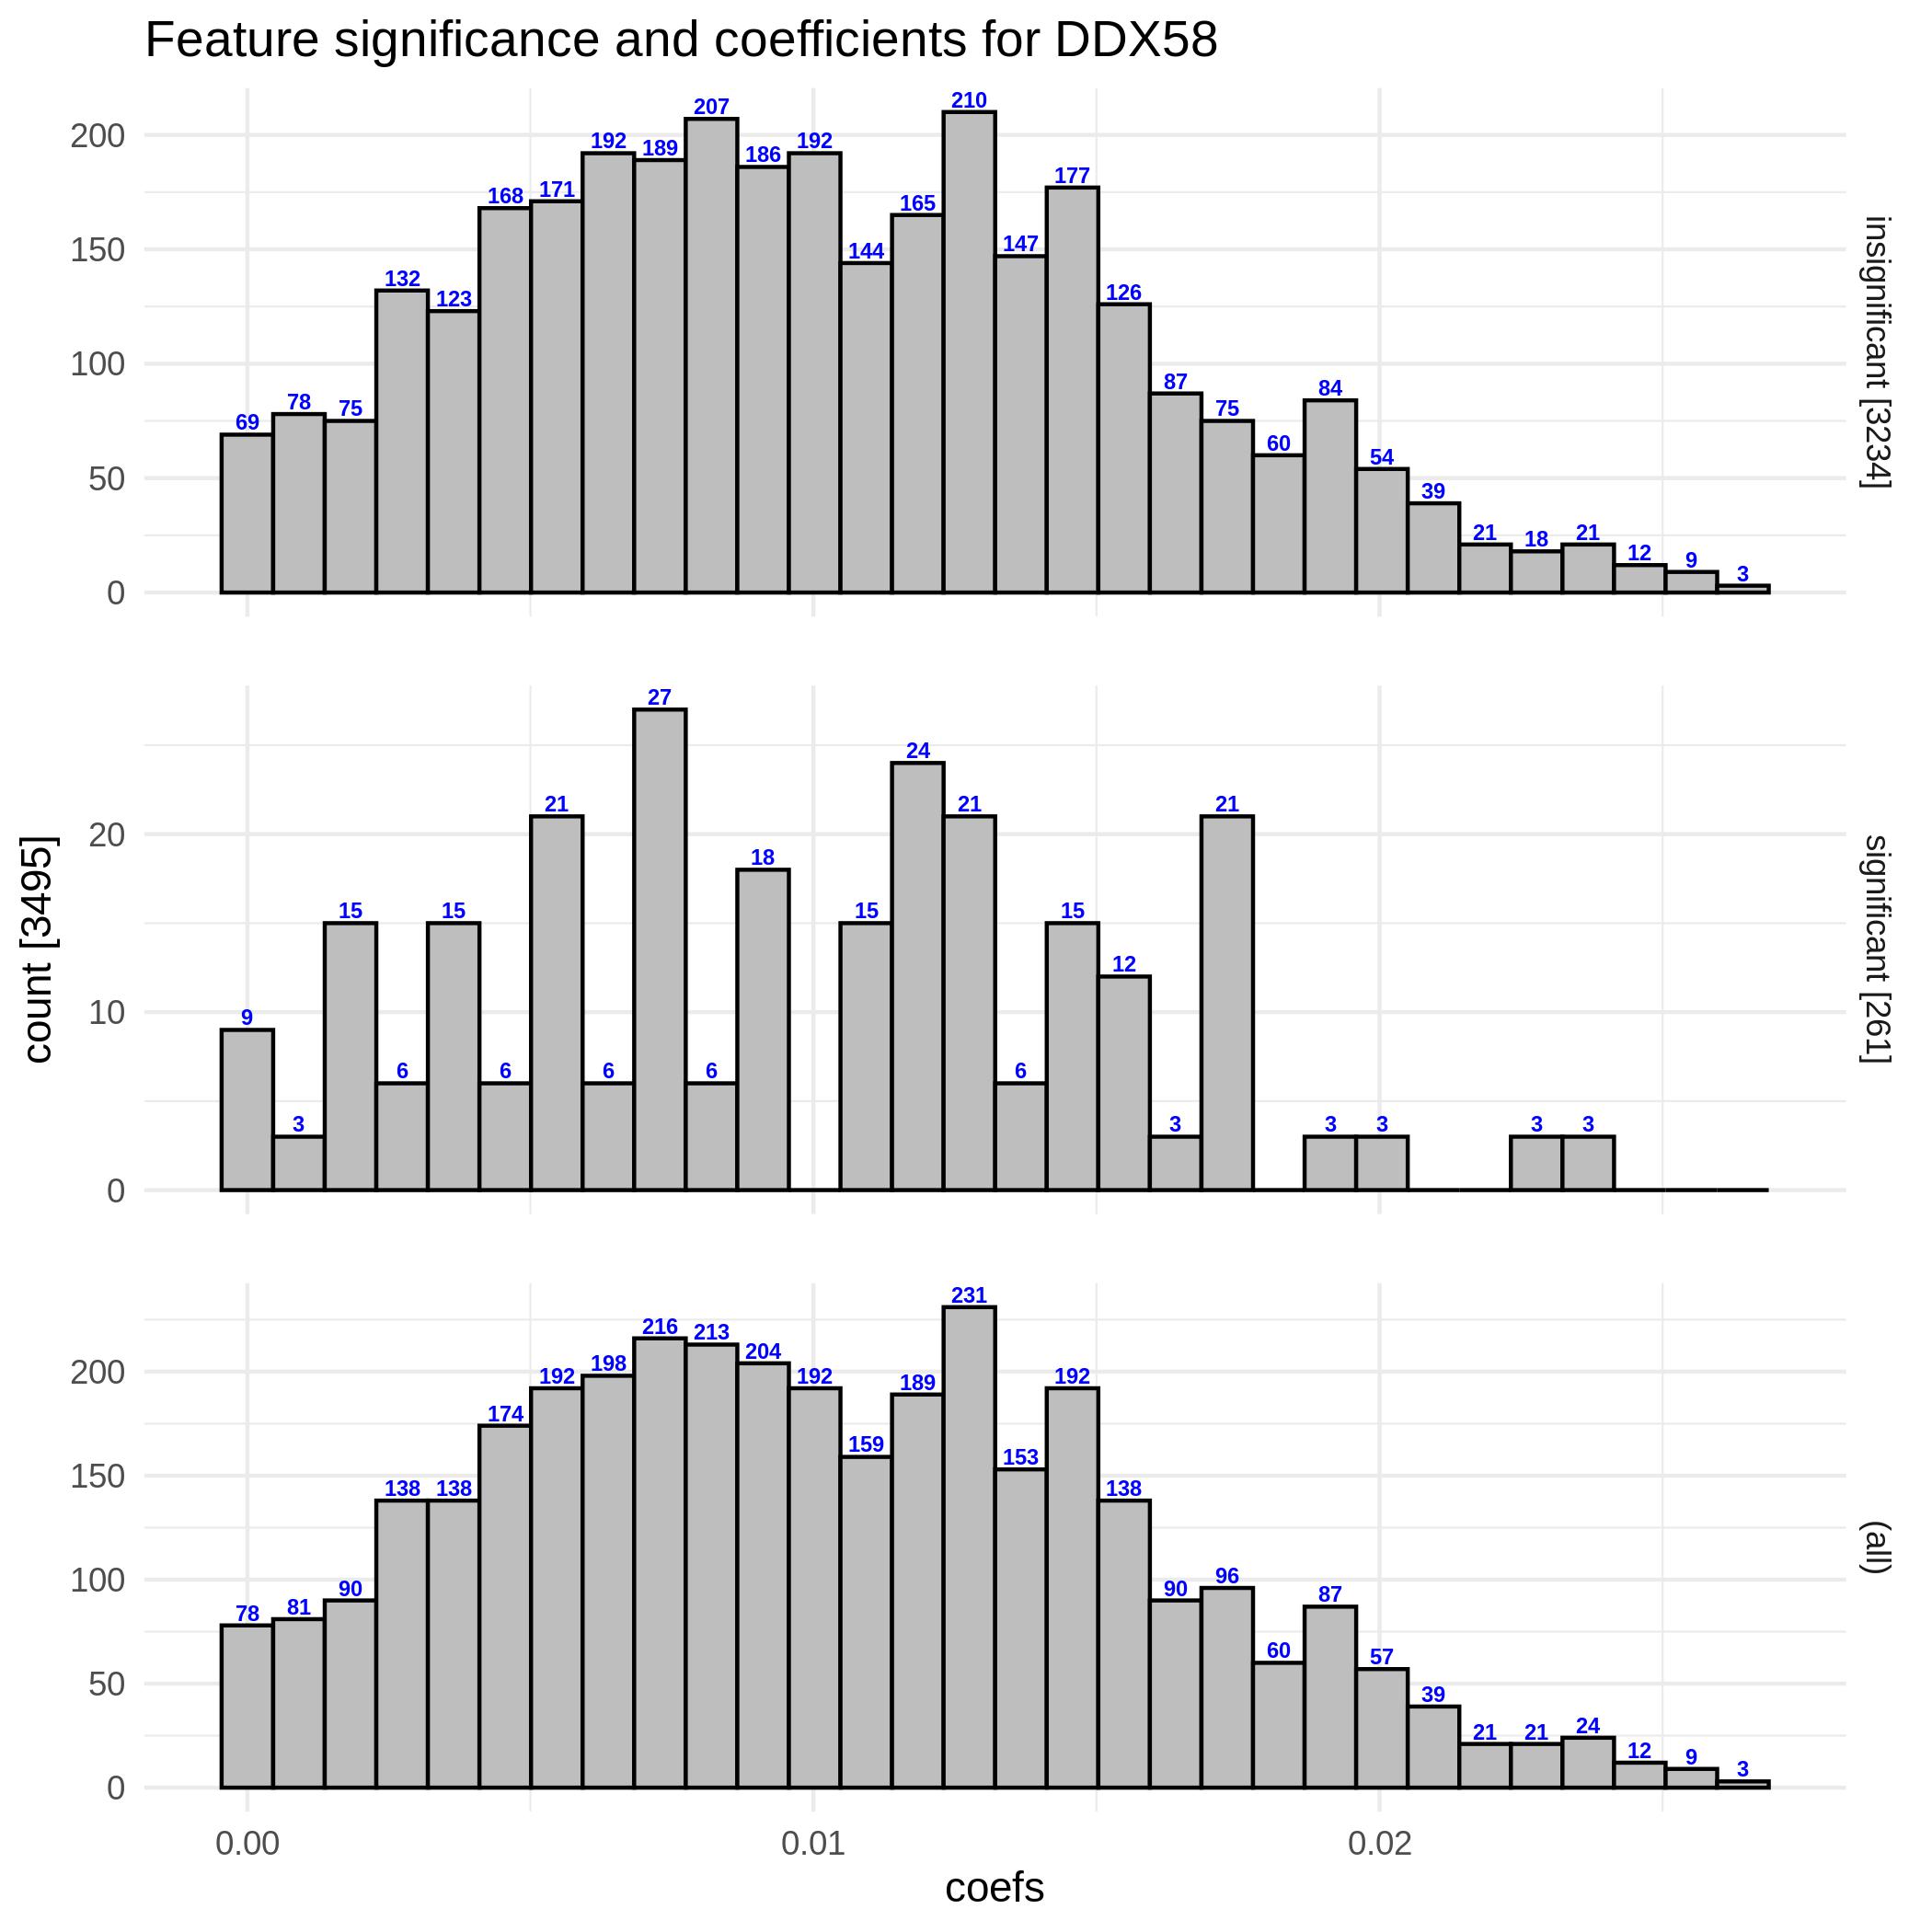 Feature significance and coefficients for DDX58
210
207
200
192 189 186 192
177
168 171 165
150
147
144
132 123 126
100
87 84
69 78 75 75
60 54
50
39
21 18 21 12 9 3
0
insignificant [3234]
27
24
21 21 21
20
18
15 15 15 15
12
10
9
6 6 6 6 6
3 3 3 3 3 3
0
significant [261]
count [3495]
231
216 213 204
200
192 198 192 189 192
174
159 153
150
138 138 138
100
78 81 90 90 96 87
60 57
50
39
21 21 24 12 9 3
0
(all)
0.00 0.01 0.02
coefs